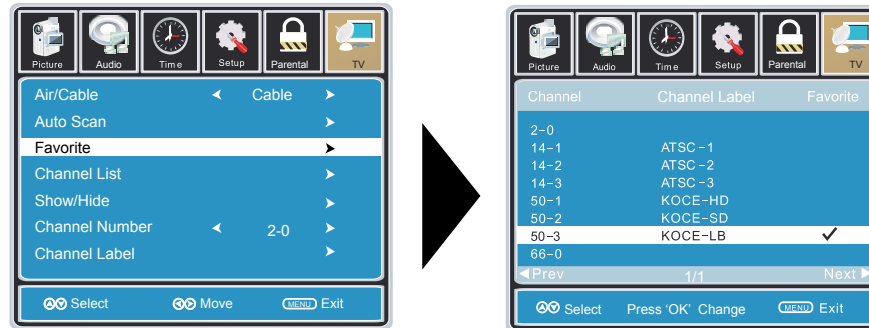 Picture Audio Time Setup Parental TV
Air/Cable Cable
Auto Scan
Favorite
Channel List
Show/Hide
Channel Number 2-0
Channel Label
Select Move MENU Exit
Picture Audio Time Setup Parental TV
Channel Channel Label Favorite
2-0
14-1 ATSC-1
14-2 ATSC-2
14-3 ATSC-3
50-1 KOCE-HD
50-2 KOCE-SD
50-3 KOCE-LB ✓
66-0
◀Prev 1/1 Next▶
Select Press ‘OK’ Change MENU Exit